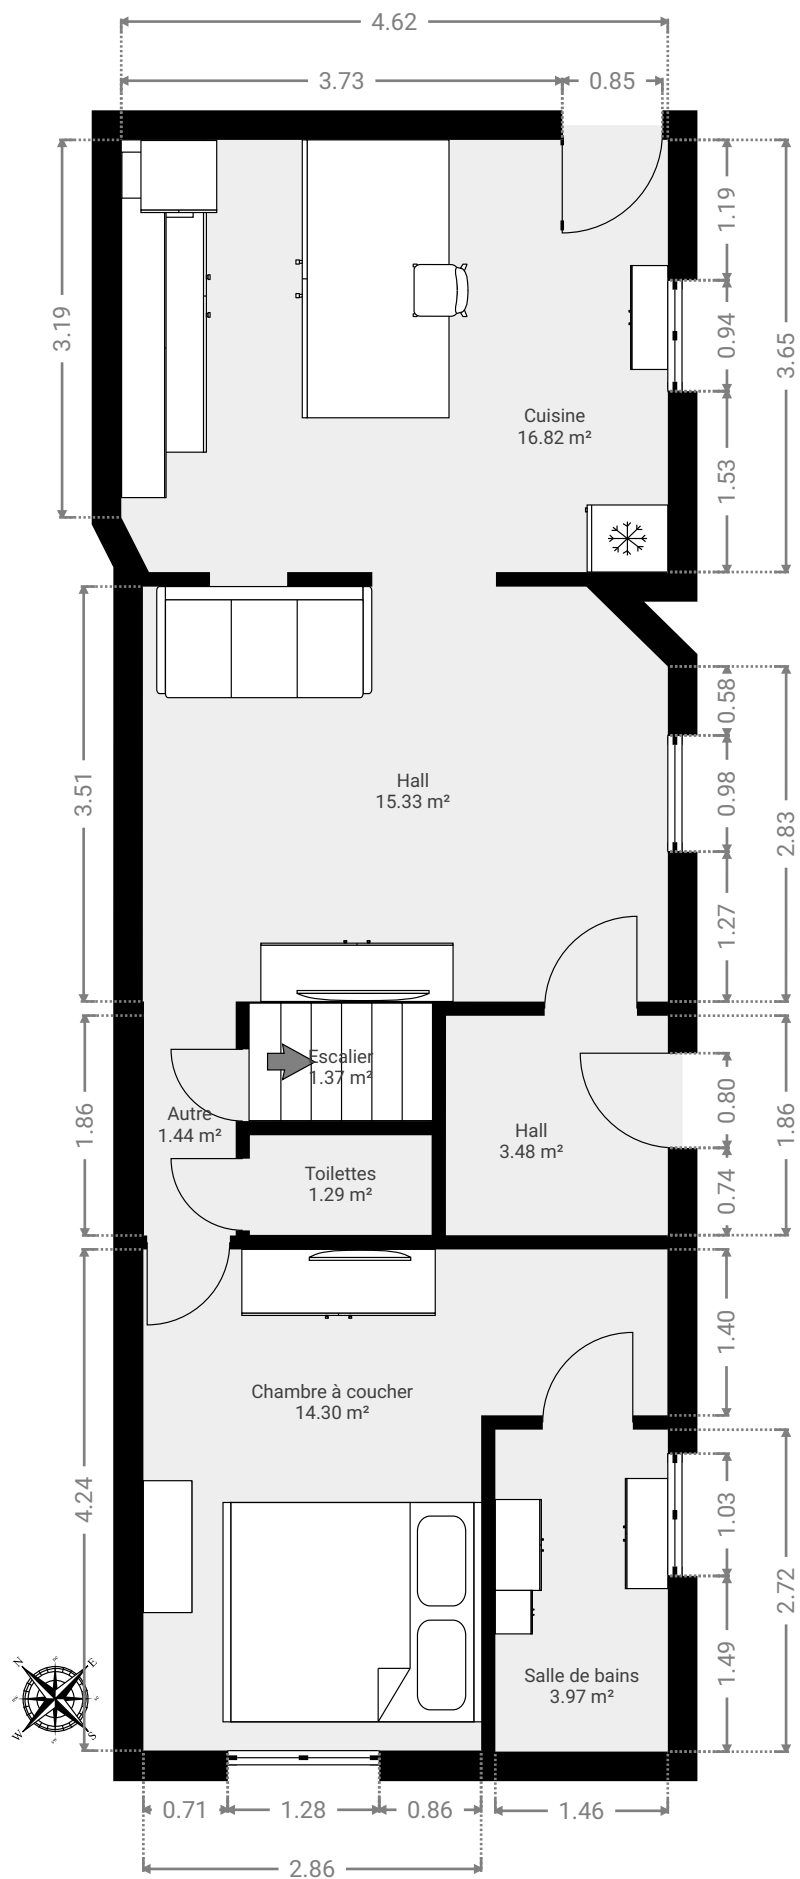 4.62
3.73
0.85
1.19
3.19
0.94
3.65
Cuisine
16.82 m²
1.53
0.58
3.51
Hall
15.33 m²
0.98
2.83
1.27
Escalier
1.37 m²
Autre
1.44 m²
1.86
0.80
1.86
Hall
3.48 m²
Toilettes
1.29 m²
0.74
1.40
Chambre à coucher
14.30 m²
4.24
1.03
2.72
N
E
W
S
Salle de bains
3.97 m²
1.49
0.71
1.28
0.86
1.46
2.86